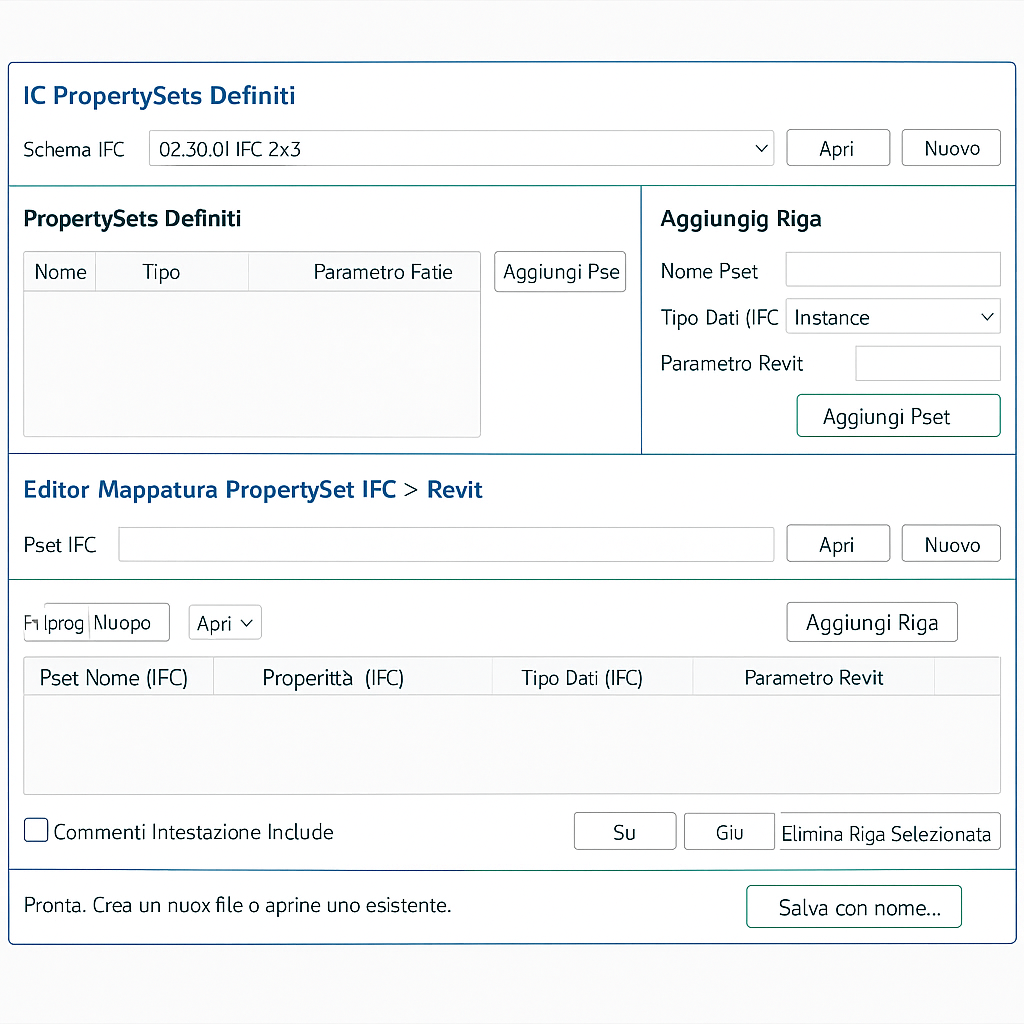 IC PropertySets Definiti
Schema IFC 02.30.0l IFC 2x3 Apri Nuovo
PropertySets Definiti
Nome Tipo Parametro Fatie Aggiungi Pse
Aggiungig Riga
Nome Pset
Tipo Dati (IFC Instance
Parametro Revit
Aggiungi Pset
Editor Mappatura PropertySet IFC > Revit
Pset IFC Apri Nuovo
lprog Nuopo Apri Aggiungi Riga
Pset Nome (IFC) Properittà (IFC) Tipo Dati (IFC) Parametro Revit
Commenti Intestazione Include Su Giu Elimina Riga Selezionata
Pronta. Crea un nuox file o aprine uno esistente. Salva con nome...